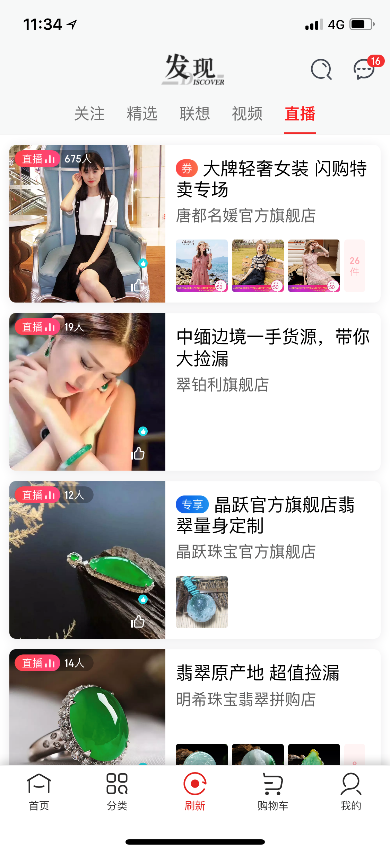 11:34
4G
发现
DISCOVER
16
关注 精选 联想 视频 直播
直播 675人
券 大牌轻奢女装 闪购特
卖专场
唐都名媛官方旗舰店
26
件
直播 19人
中缅边境一手货源，带你
大捡漏
翠铂利旗舰店
直播 12人
专享 晶跃官方旗舰店翡
翠量身定制
晶跃珠宝官方旗舰店
直播 14人
翡翠原产地 超值捡漏
明希珠宝翡翠拼购店
8
首页 分类 刷新 购物车 我的